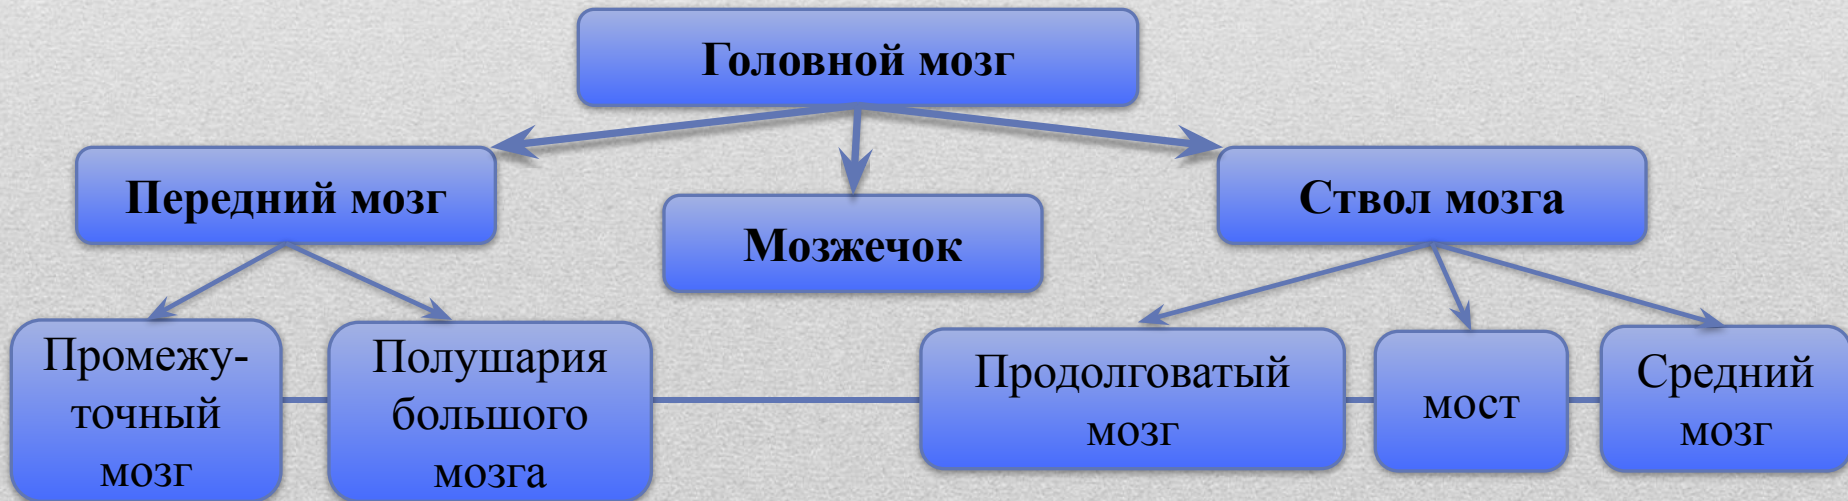 Головной мозг
Передний мозг
Мозжечок
Ствол мозга
Промежу-
точный
мозг
Полушария
большого
мозга
Продолговатый
мозг
мост
Средний
мозг